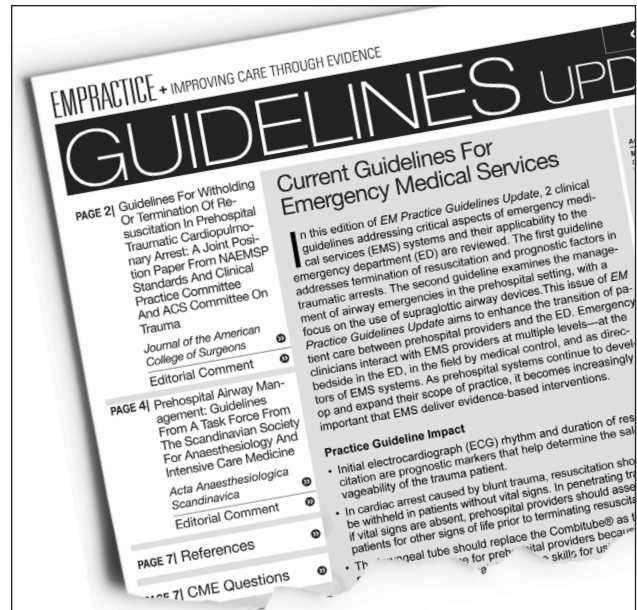 EMPRACTICE + IMPROVING CARE THROUGH EVIDENCE
GUIDELINES UPD
PAGE 2| Guidelines For Witholding
Or Termination Of Re-
suscitation In Prehospital
Traumatic Cardiopulmo-
nary Arrest: A Joint Posi-
tion Paper From NAEMSP
Standards And Clinical
Practice Committee
And ACS Committee On
Trauma
Journal of the American
College of Surgeons
Editorial Comment
PAGE 4| Prehospital Airway Man-
agement: Guidelines
From A Task Force From
The Scandinavian Society
For Anaesthesiology And
Intensive Care Medicine
Acta Anaesthesiologica
Scandinavica
Editorial Comment
PAGE 7| References
PAGE 7| CME Questions
Current Guidelines For
Emergency Medical Services
In this edition of EM Practice Guidelines Update, 2 clinical
guidelines addressing critical aspects of emergency medi-
cal services (EMS) systems and their applicability to the
emergency department (ED) are reviewed. The first guideline
addresses termination of resuscitation and prognostic factors in
traumatic arrests. The second guideline examines the manage-
ment of airway emergencies in the prehospital setting, with a
focus on the use of supraglottic airway devices.This issue of EM
Practice Guidelines Update aims to enhance the transition of pa-
tient care between prehospital providers and the ED. Emergency
clinicians interact with EMS providers at multiple levels—at the
bedside in the ED, in the field by medical control, and as direc-
tors of EMS systems. As prehospital systems continue to devel-
op and expand their scope of practice, it becomes increasingly
important that EMS deliver evidence-based interventions.
Practice Guideline Impact
• Initial electrocardiograph (ECG) rhythm and duration of res
citation are prognostic markers that help determine the sal
vageability of the trauma patient.
• In cardiac arrest caused by blunt trauma, resuscitation sho
be withheld in patients without vital signs. In penetrating tra
if vital signs are absent, prehospital providers should asse
patients for other signs of life prior to terminating resuscita
• The laryngeal tube should replace the Combitube® as t
for prehospital providers becaus
skills for us